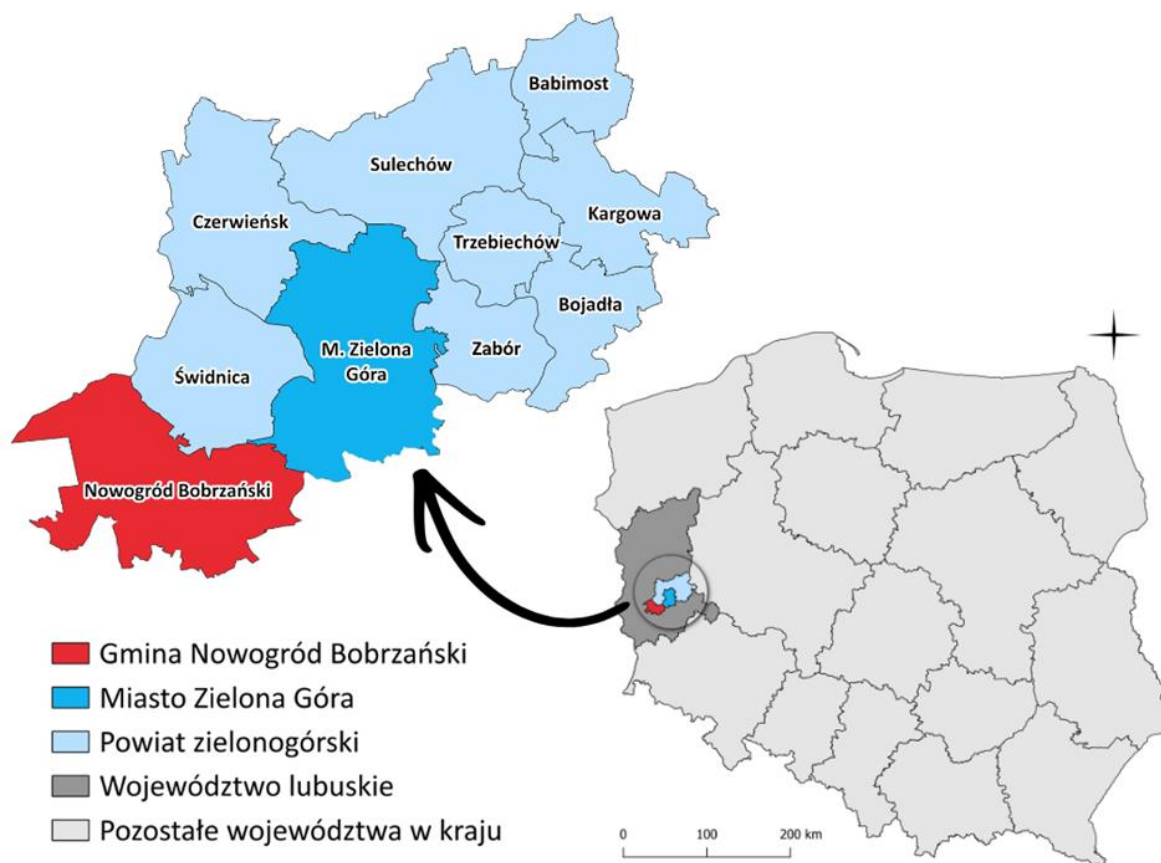 Babimost
Sulechów
Kargowa
Czerwieńsk
Trzebiechów
Bojadła
M. Zielona
Góra
Zabór
Świdnica
Nowogród Bobrzański
Gmina Nowogród Bobrzański
Miasto Zielona Góra
Powiat zielonogórski
Województwo lubuskie
Pozostałe województwa w kraju
0 100 200 km